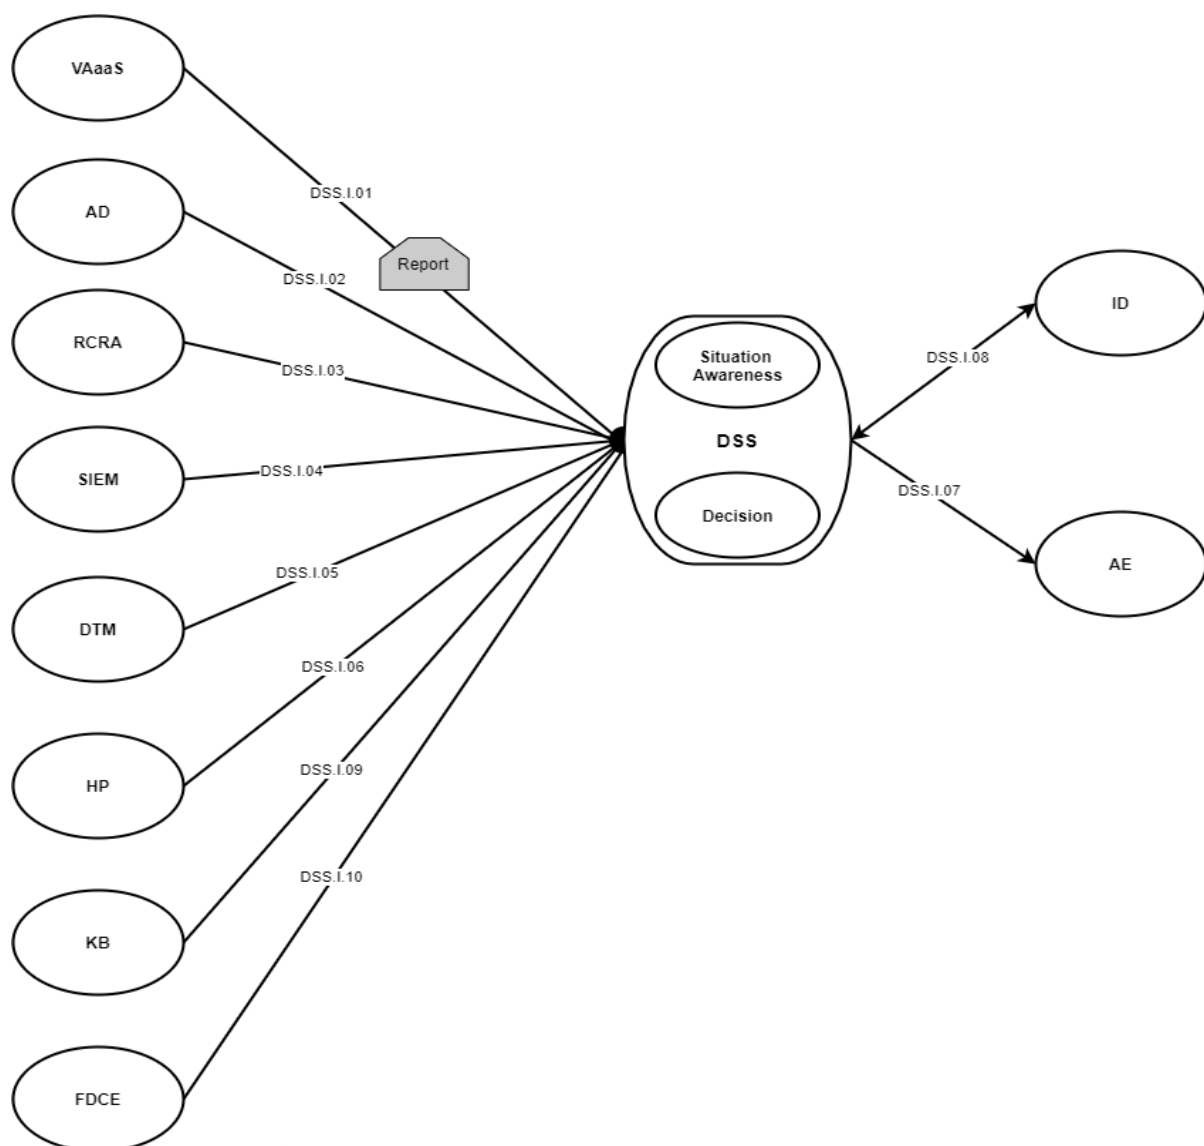 VAaaS
DSS.I.01
AD
DSS.I.02
Report
RCRA
DSS.I.03
SIEM
DSS.I.04
DTM
DSS.I.05
HP
DSS.I.06
KB
DSS.I.09
FDCE
DSS.I.10
Situation
Awareness
DSS
Decision
DSS.I.08
ID
DSS.I.07
AE